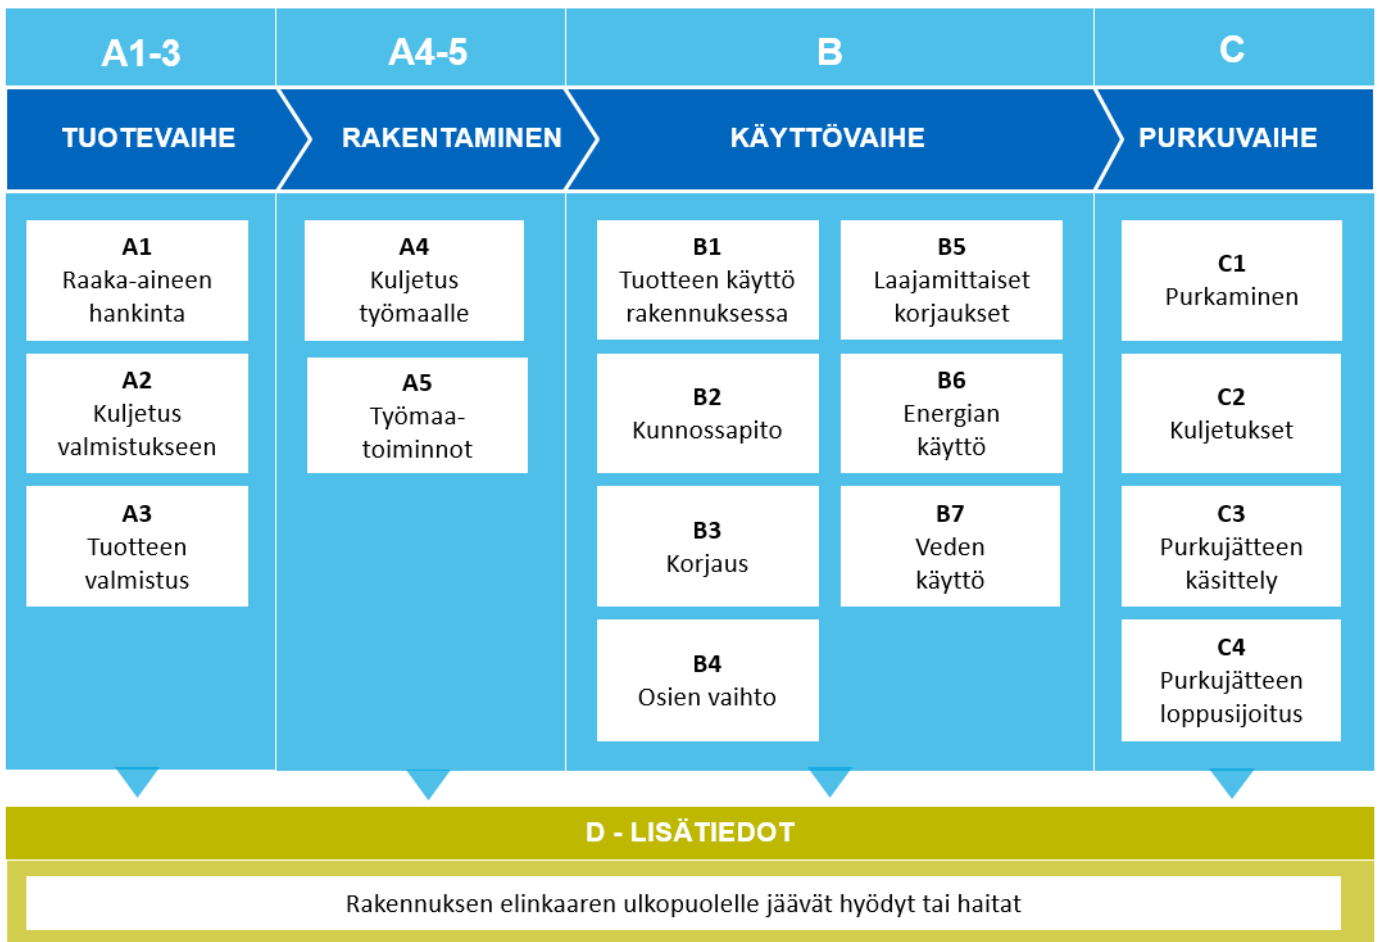 A1-3
A4-5
B
C
TUOTEVAIHE
RAKENTAMINEN
KÄYTTÖVAIHE
PURKUVAIHE
A1
Raaka-aineen
hankinta
A2
Kuljetus
valmistukseen
A3
Tuotteen
valmistus
A4
Kuljetus
työmaalle
A5
Työmaa-
toiminnot
B1
Tuotteen käyttö
rakennuksessa
B2
Kunnossapito
B3
Korjaus
B4
Osien vaihto
B5
Laajamittaiset
korjaukset
B6
Energian
käyttö
B7
Veden
käyttö
C1
Purkaminen
C2
Kuljetukset
C3
Purkujätteen
käsittely
C4
Purkujätteen
loppusijoitus
D - LISÄTIEDOT
Rakennuksen elinkaaren ulkopuolelle jäävät hyödyt tai haitat